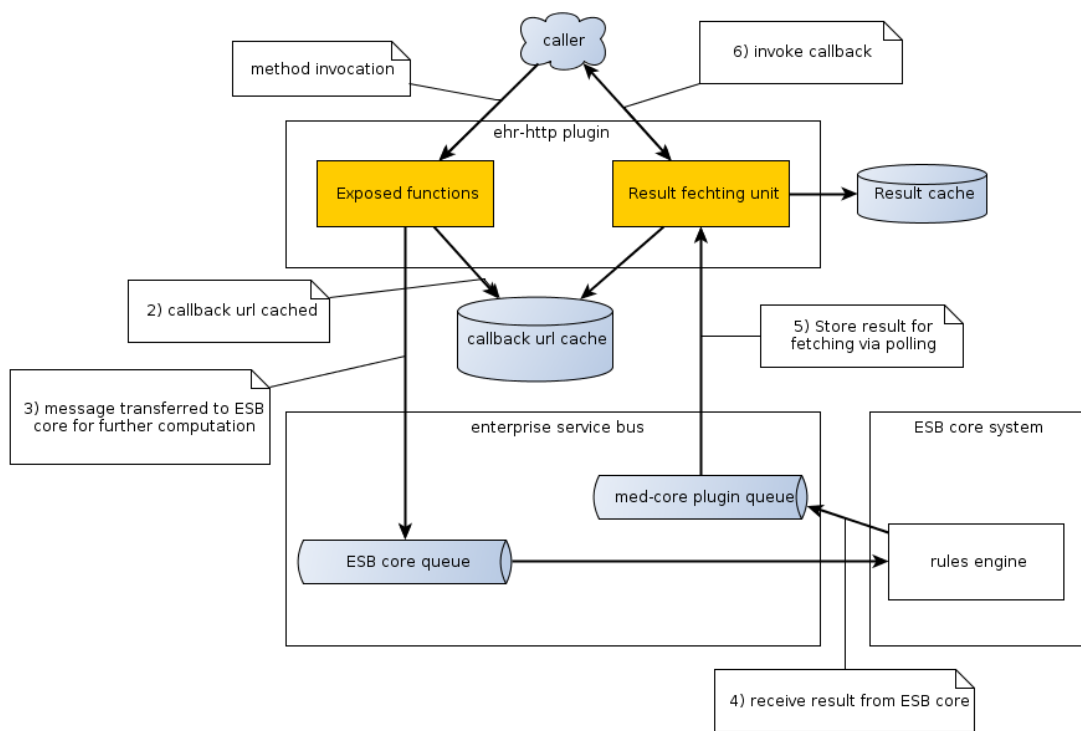 caller
6) invoke callback
method invocation
ehr-http plugin
Exposed functions
Result fechting unit
Result cache
2) callback url cached
callback url cache
5) Store result for
fetching via polling
3) message transferred to ESB
core for further computation
enterprise service bus
ESB core system
med-core plugin queue
ESB core queue
rules engine
4) receive result from ESB core